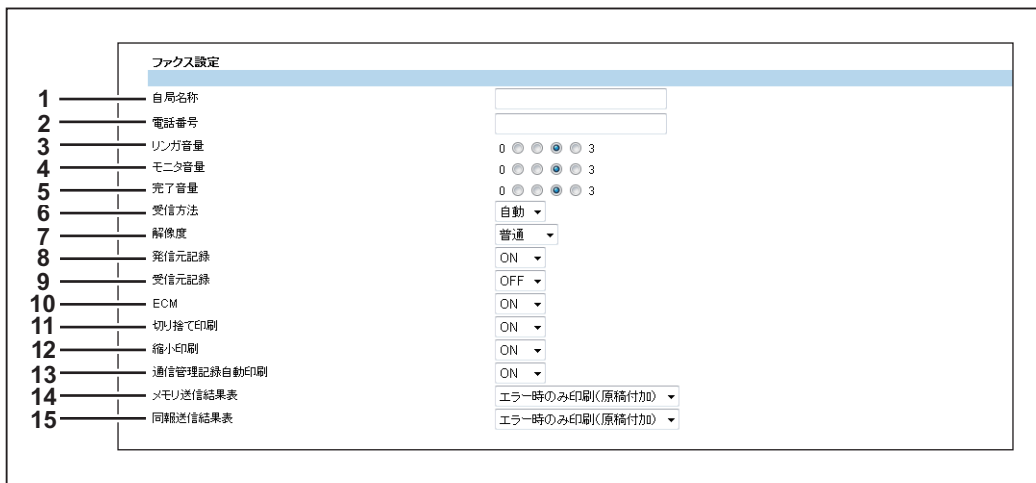 ファクス設定
1 自局名称
2 電話番号
3 リンガ音量 0 3
4 モニタ音量 0 3
5 完了音量 0 3
6 受信方法 自動
7 解像度 普通
8 発信元記録 ON
9 受信元記録 OFF
10 ECM ON
11 切り捨て印刷 ON
12 縮小印刷 ON
13 通信管理記録自動印刷 ON
14 メモリ送信結果表 エラー時のみ印刷(原稿付加)
15 同報送信結果表 エラー時のみ印刷(原稿付加)